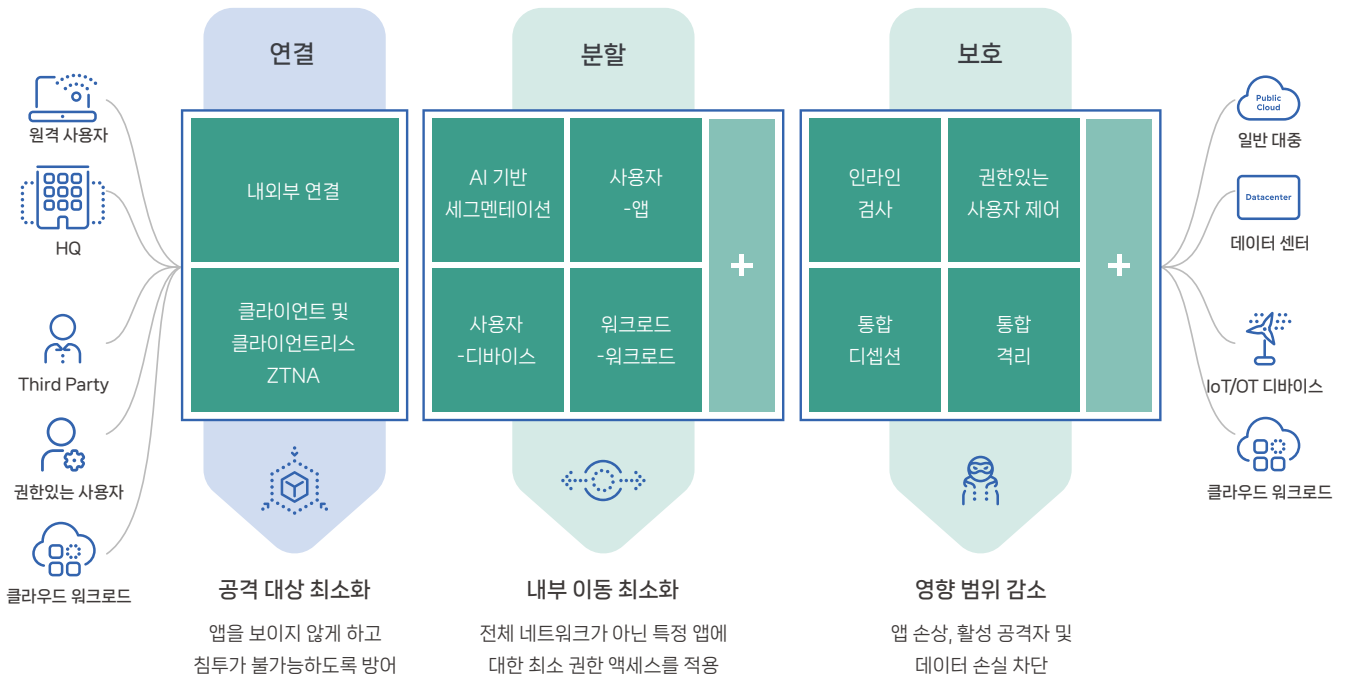 연결
분할
보호
원격 사용자
HQ
Third Party
권한있는 사용자
클라우드 워크로드
내외부 연결
클라이언트 및
클라이언트리스
ZTNA
AI 기반
세그멘테이션
사용자
-앱
사용자
-디바이스
워크로드
-워크로드
+
인라인
검사
권한있는
사용자 제어
통합
디셉션
통합
격리
+
Public
Cloud
일반 대중
Datacenter
데이터 센터
IoT/OT 디바이스
클라우드 워크로드
공격 대상 최소화
앱을 보이지 않게 하고
침투가 불가능하도록 방어
내부 이동 최소화
전체 네트워크가 아닌 특정 앱에
대한 최소 권한 액세스를 적용
영향 범위 감소
앱 손상, 활성 공격자 및
데이터 손실 차단